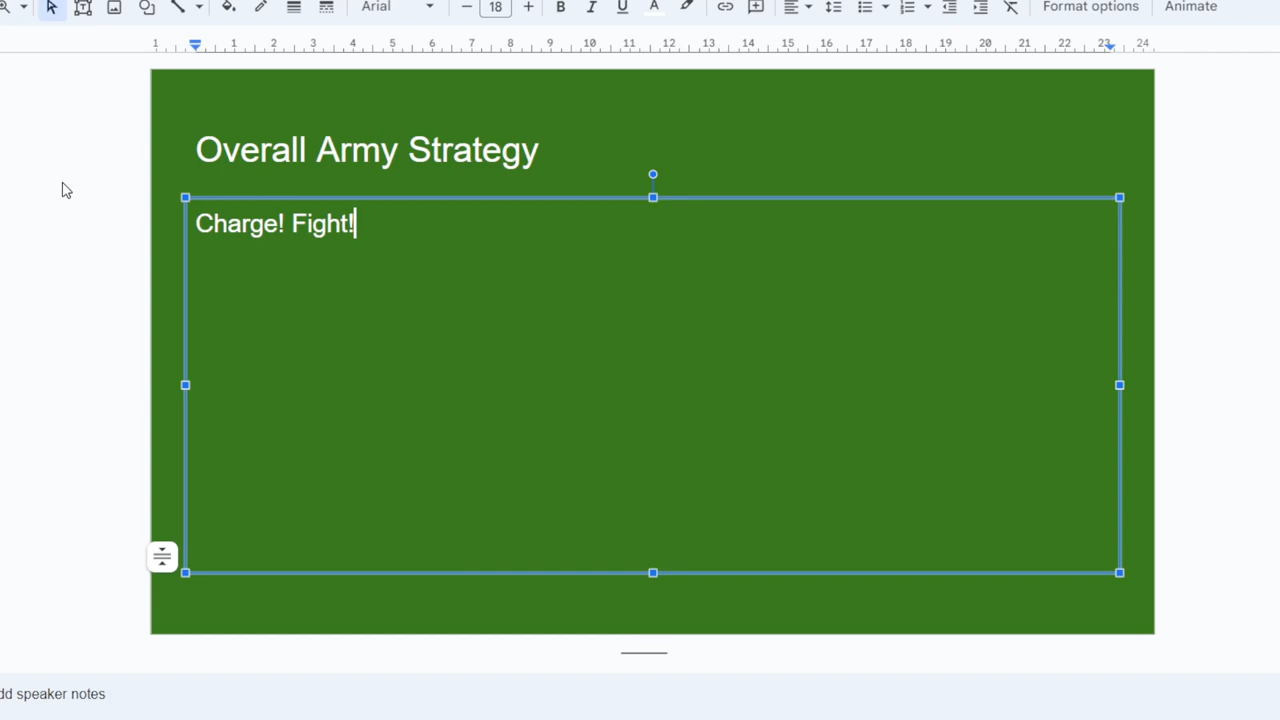 Arial
18
B
I
U
A
Format options
Animate
1 1 2 3 4 5 6 7 8 9 10 11 12 13 14 15 16 17 18 19 20 21 22 23 24
Overall Army Strategy
Charge! Fight!
dd speaker notes